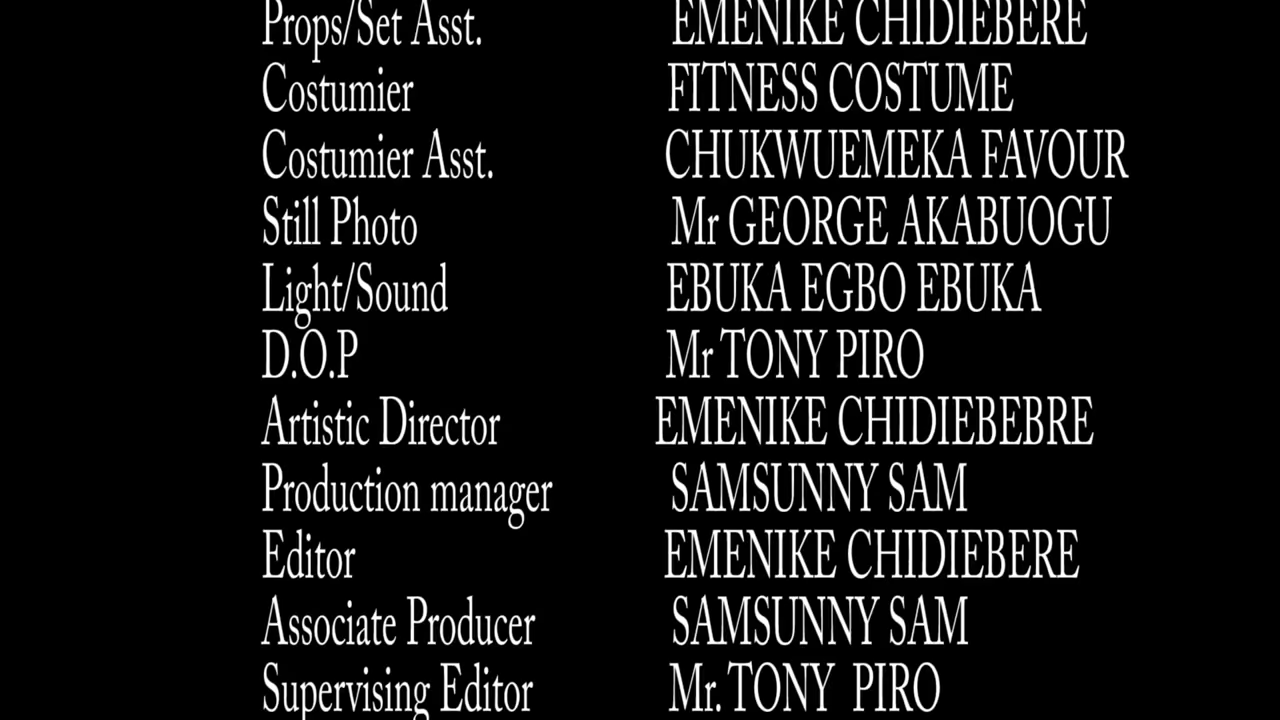 Props/Set Asst. EMENIKE CHIDIEBERE
Costumier FITNESS COSTUME
Costumier Asst. CHUKWUEMEKA FAVOUR
Still Photo Mr GEORGE AKABUOGU
Light/Sound EBUKA EGBO EBUKA
D.O.P Mr TONY PIRO
Artistic Director EMENIKE CHIDIEBEBRE
Production manager SAMSUNNY SAM
Editor EMENIKE CHIDIEBERE
Associate Producer SAMSUNNY SAM
Supervising Editor Mr. TONY PIRO